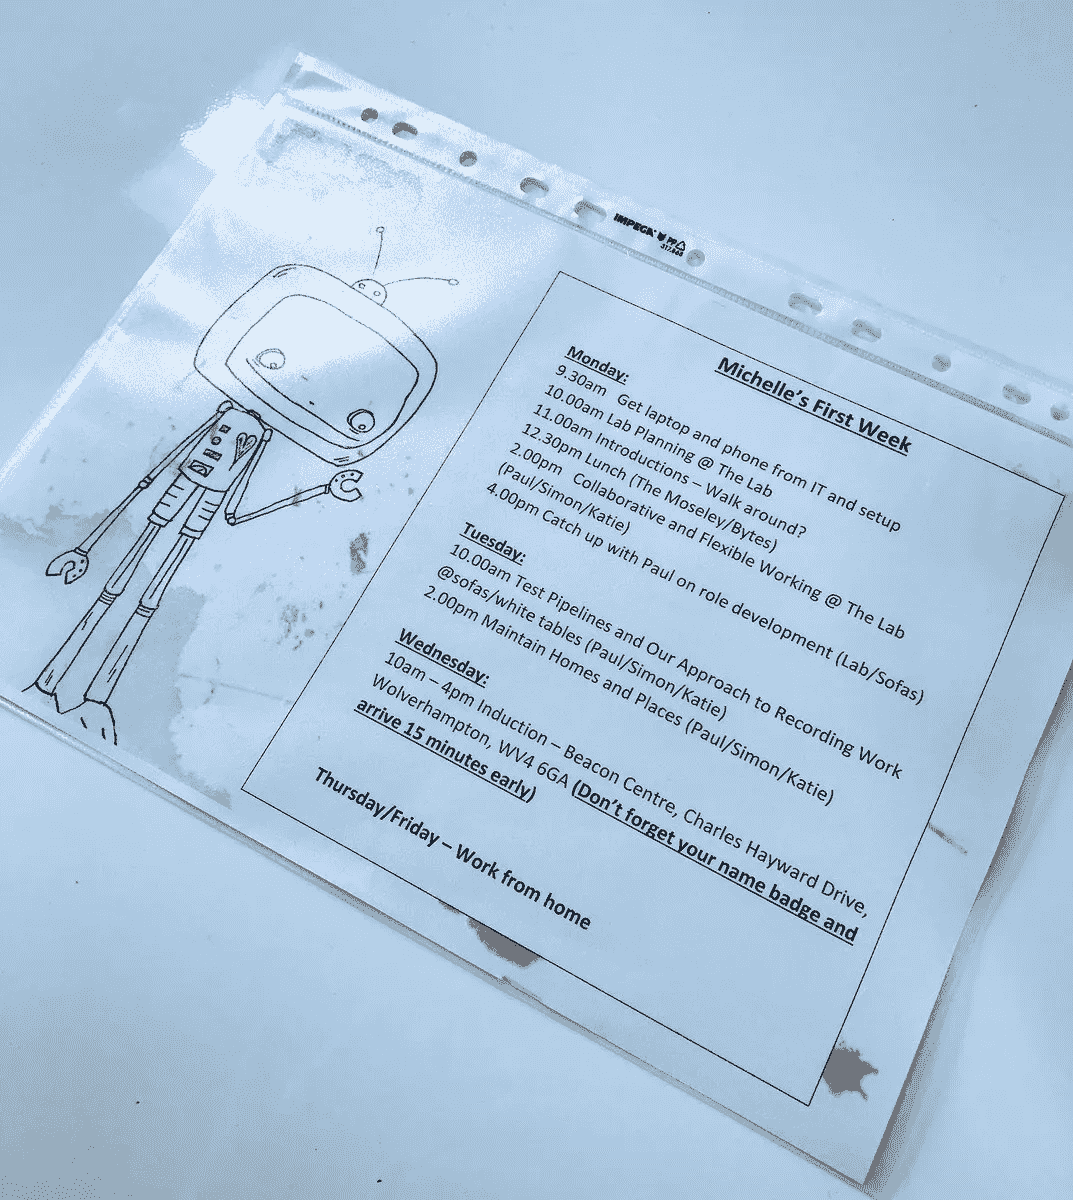 IMPEGA
PP
Michelle's First Week
Monday:
9.30am Get laptop and phone from IT and setup
10.00am Lab Planning @ The Lab
11.00am Introductions – Walk around?
12.30pm Lunch (The Moseley/Bytes)
2.00pm Collaborative and Flexible Working @ The Lab
(Paul/Simon/Katie)
4.00pm Catch up with Paul on role development (Lab/Sofas)
Tuesday:
10.00am Test Pipelines and Our Approach to Recording Work
@sofas/white tables (Paul/Simon/Katie)
2.00pm Maintain Homes and Places (Paul/Simon/Katie)
Wednesday:
10am – 4pm Induction – Beacon Centre, Charles Hayward Drive,
Wolverhampton, WV4 6GA (Don't forget your name badge and
arrive 15 minutes early)
Thursday/Friday – Work from home